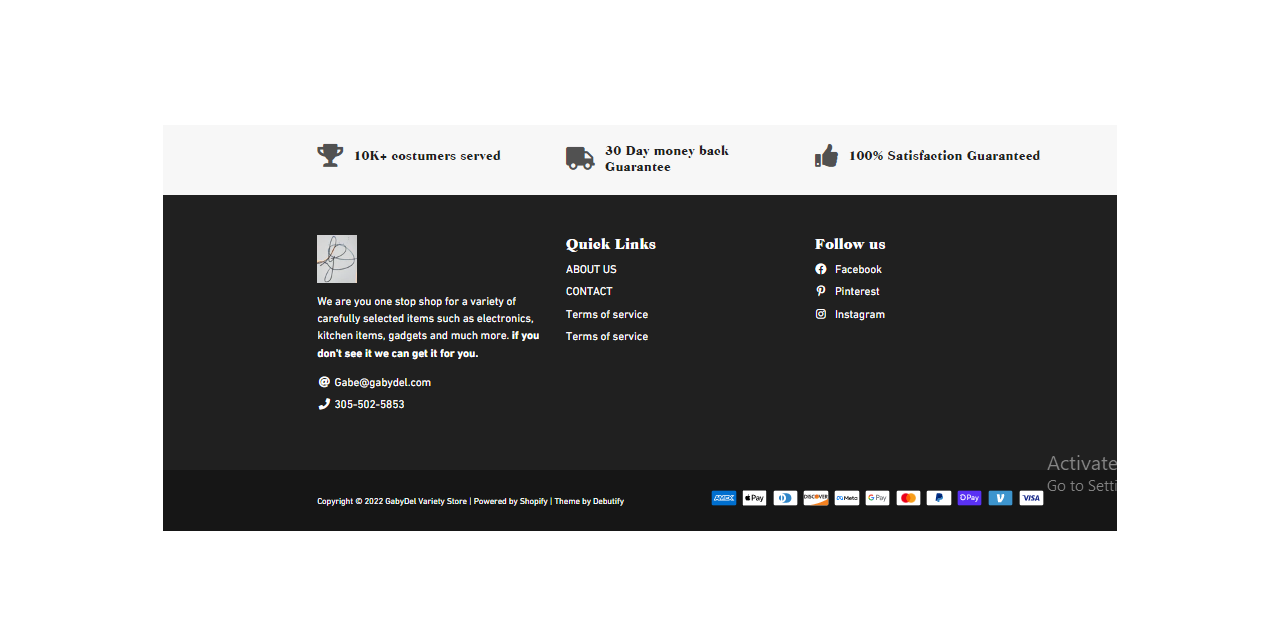 10K+ costumers served
30 Day money back
Guarantee
100% Satisfaction Guaranteed
We are you one stop shop for a variety of
carefully selected items such as electronics,
kitchen items, gadgets and much more. if you
don't see it we can get it for you.
Gabe@gabydel.com
305-502-5853
Quick Links
ABOUT US
CONTACT
Terms of service
Terms of service
Follow us
Facebook
Pinterest
Instagram
Activate
Go to Setti
Copyright © 2022 GabyDel Variety Store | Powered by Shopify | Theme by Debutify
AMEX Pay DISCOVER Meta G Pay Pay VISA